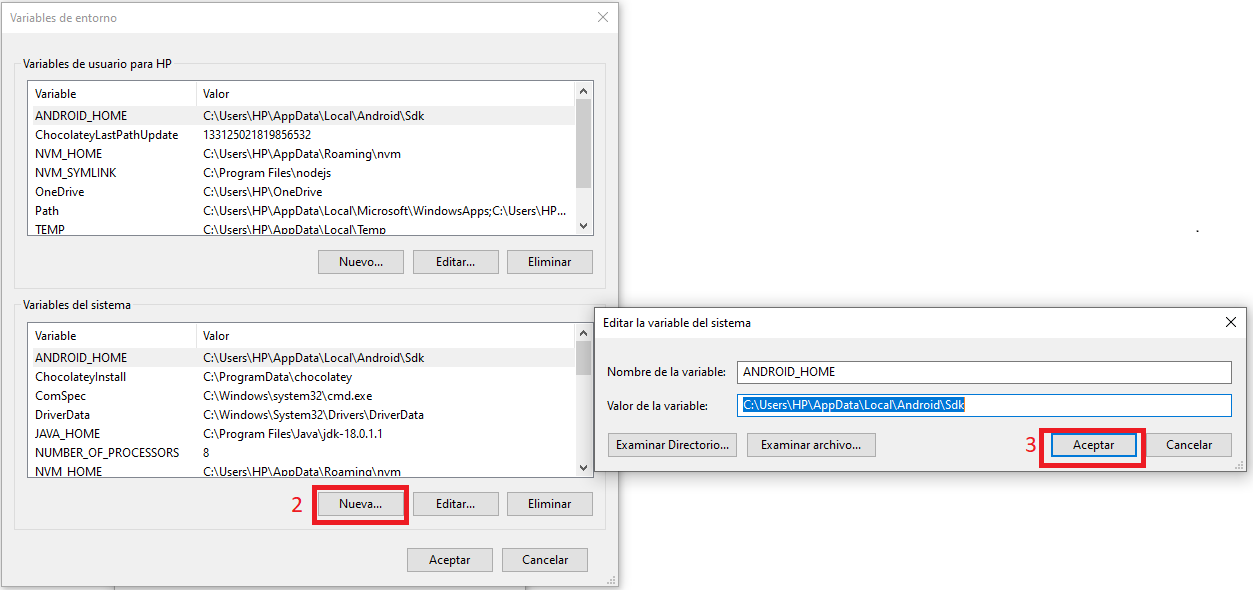 Variables de entorno
Variables de usuario para HP
Variable Valor
ANDROID_HOME C:\Users\HP\AppData\Local\Android\Sdk
ChocolateyLastPathUpdate 133125021819856532
NVM_HOME C:\Users\HP\AppData\Roaming\nvm
NVM_SYMLINK C:\Program Files\nodejs
OneDrive C:\Users\HP\OneDrive
Path C:\Users\HP\AppData\Local\Microsoft\WindowsApps;C:\Users\HP...
TEMP C:\Users\HP\AppData\Local\Temp
Nuevo... Editar... Eliminar
Variables del sistema
Variable Valor
ANDROID_HOME C:\Users\HP\AppData\Local\Android\Sdk
ChocolateyInstall C:\ProgramData\chocolatey
ComSpec C:\Windows\system32\cmd.exe
DriverData C:\Windows\System32\Drivers\DriverData
JAVA_HOME C:\Program Files\Java\jdk-18.0.1.1
NUMBER_OF_PROCESSORS 8
NVM_HOME C:\Users\HP\AppData\Roaming\nvm
2 Nueva... Editar... Eliminar
Aceptar Cancelar
Editar la variable del sistema
Nombre de la variable: ANDROID_HOME
Valor de la variable: C:\Users\HP\AppData\Local\Android\Sdk
Examinar Directorio... Examinar archivo... 3 Aceptar Cancelar
.